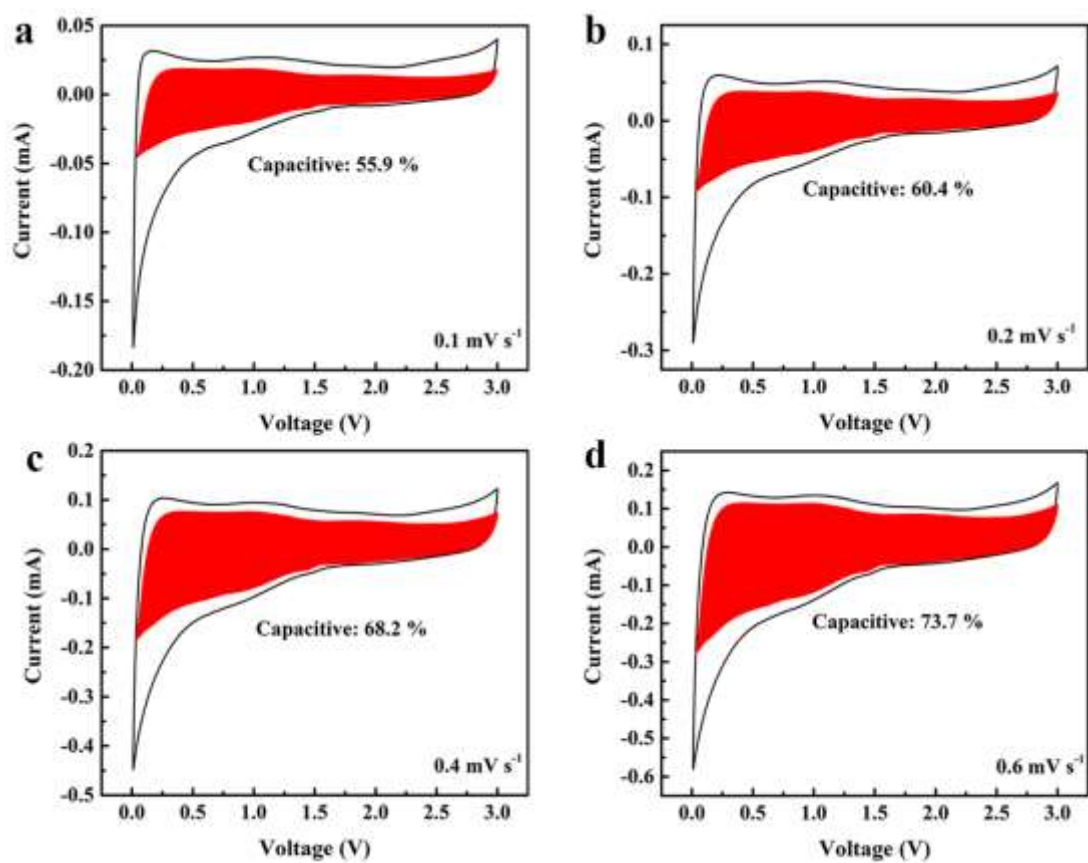 a
0.05
0.00
-0.05
-0.10
-0.15
-0.20
Current (mA)
Capacitive: 55.9 %
0.1 mV s⁻¹
0.0 0.5 1.0 1.5 2.0 2.5 3.0
Voltage (V)
b
0.1
0.0
-0.1
-0.2
-0.3
Current (mA)
Capacitive: 60.4 %
0.2 mV s⁻¹
0.0 0.5 1.0 1.5 2.0 2.5 3.0
Voltage (V)
c
0.2
0.1
0.0
-0.1
-0.2
-0.3
-0.4
-0.5
Current (mA)
Capacitive: 68.2 %
0.4 mV s⁻¹
0.0 0.5 1.0 1.5 2.0 2.5 3.0
Voltage (V)
d
0.2
0.1
0.0
-0.1
-0.2
-0.3
-0.4
-0.5
-0.6
Current (mA)
Capacitive: 73.7 %
0.6 mV s⁻¹
0.0 0.5 1.0 1.5 2.0 2.5 3.0
Voltage (V)